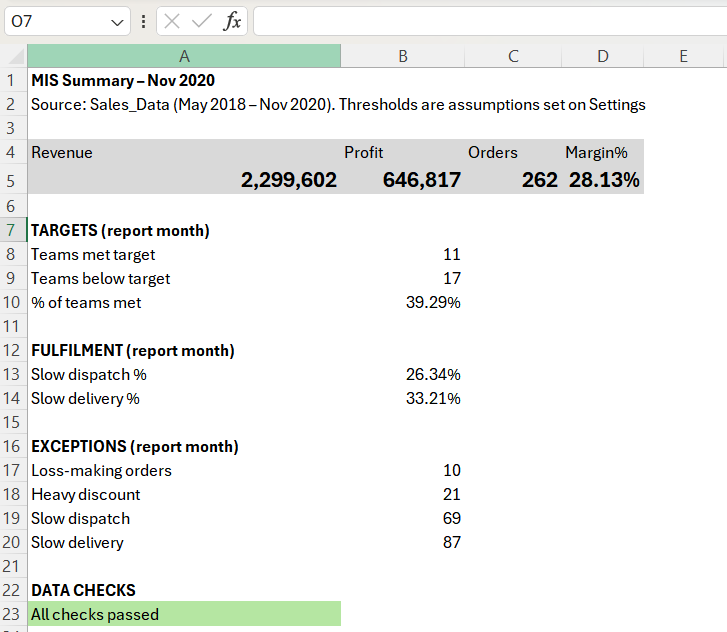 O7 fx
A B C D E
1 MIS Summary – Nov 2020
2 Source: Sales_Data (May 2018 – Nov 2020). Thresholds are assumptions set on Settings
3
4 Revenue Profit Orders Margin%
5 2,299,602 646,817 262 28.13%
6
7 TARGETS (report month)
8 Teams met target 11
9 Teams below target 17
10 % of teams met 39.29%
11
12 FULFILMENT (report month)
13 Slow dispatch % 26.34%
14 Slow delivery % 33.21%
15
16 EXCEPTIONS (report month)
17 Loss-making orders 10
18 Heavy discount 21
19 Slow dispatch 69
20 Slow delivery 87
21
22 DATA CHECKS
23 All checks passed